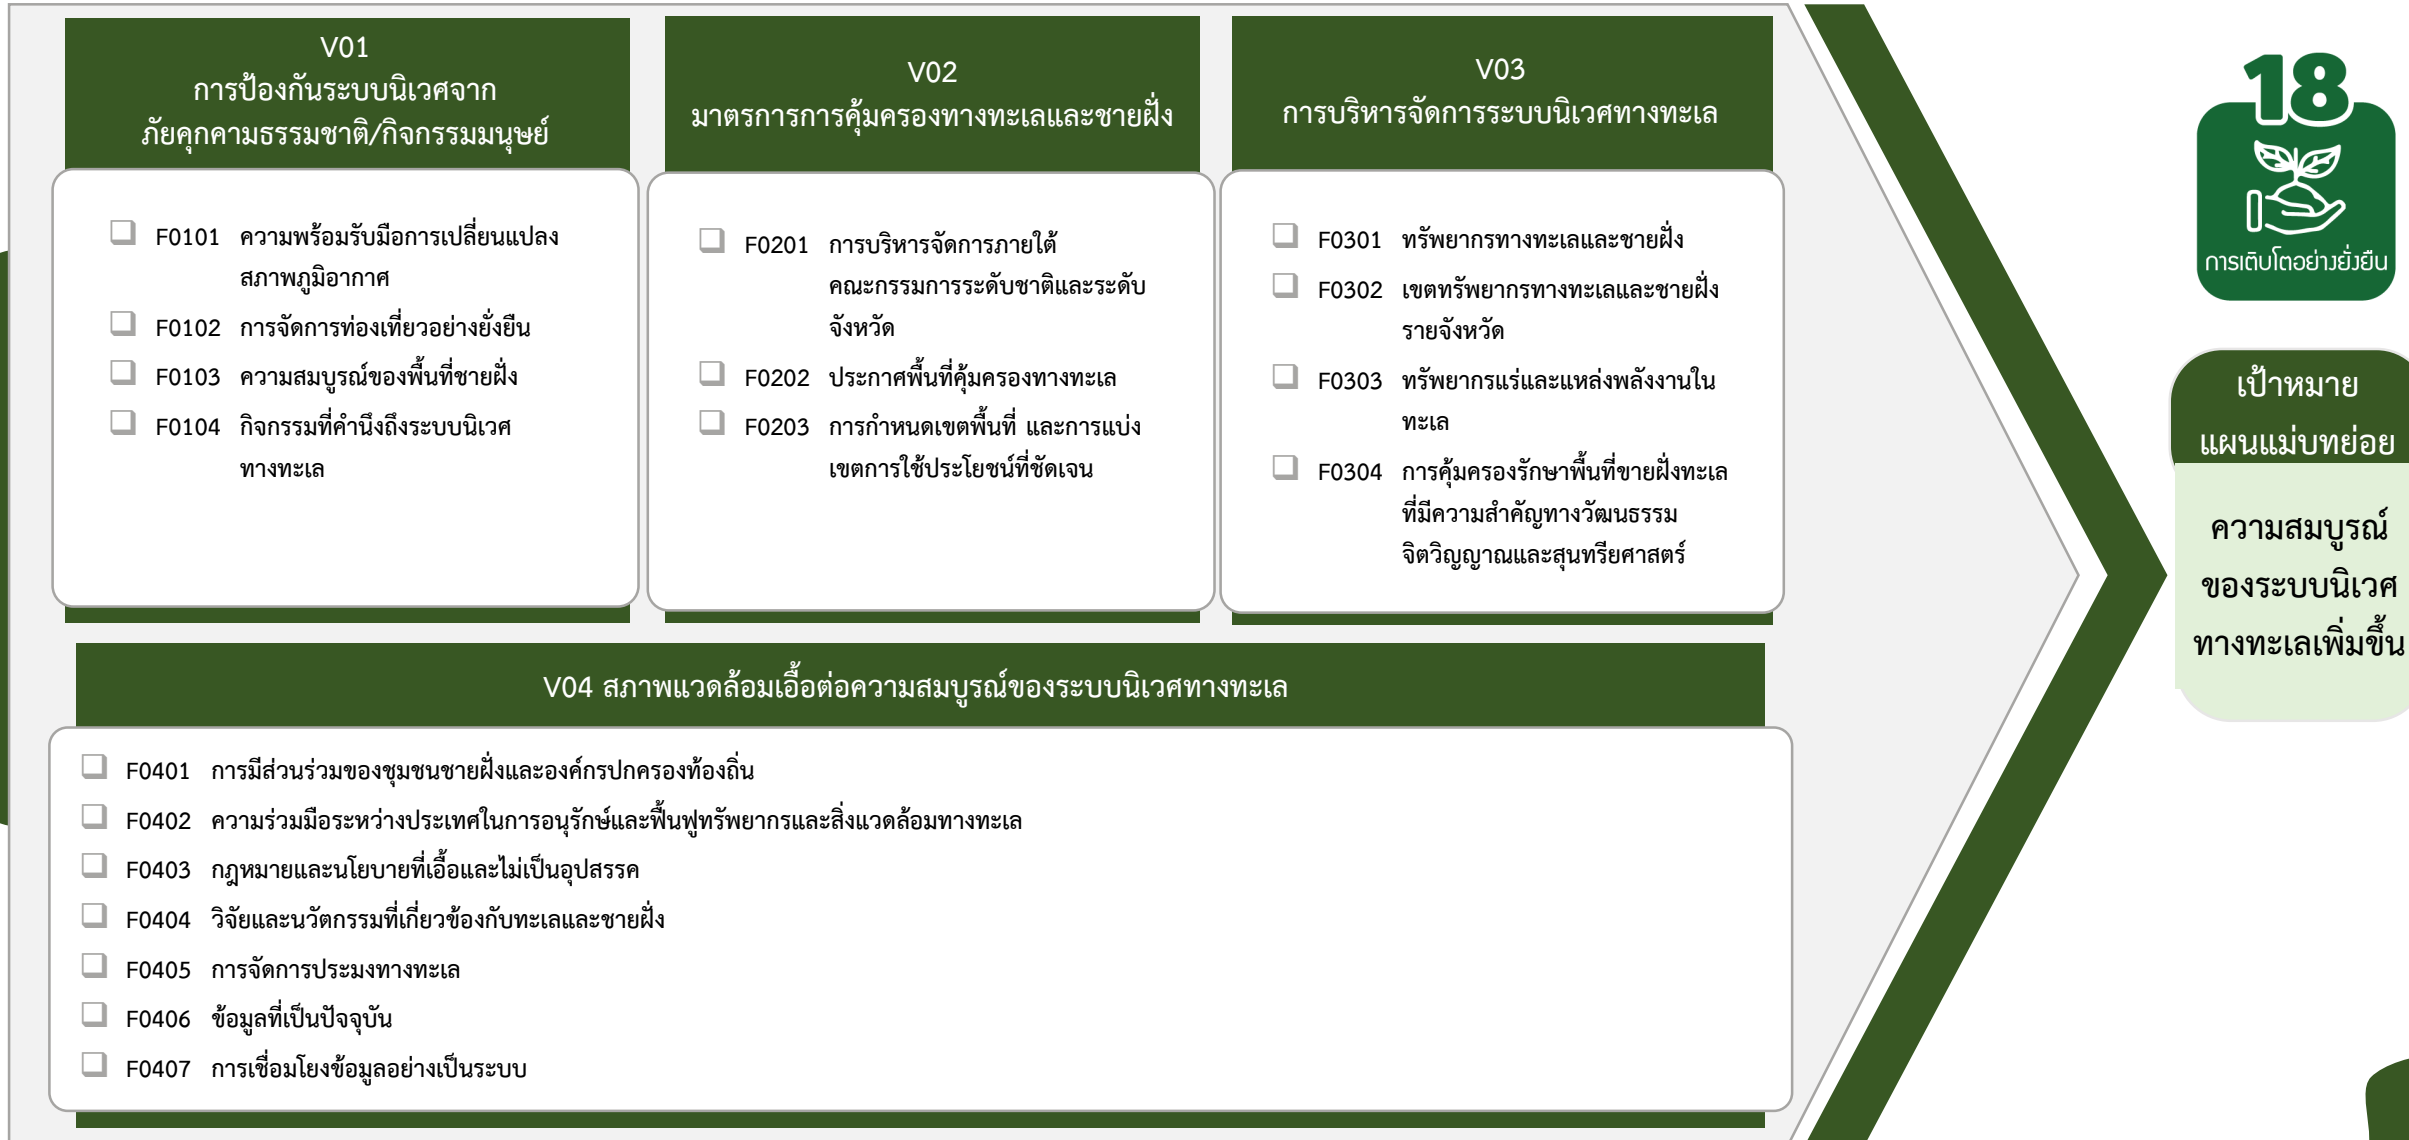 V01
การป้องกันระบบนิเวศจาก
ภัยคุกคามธรรมชาติ/กิจกรรมมนุษย์
F0101 ความพร้อมรับมือการเปลี่ยนแปลง
สภาพภูมิอากาศ
F0102 การจัดการท่องเที่ยวอย่างยั่งยืน
F0103 ความสมบูรณ์ของพื้นที่ชายฝั่ง
F0104 กิจกรรมที่คำนึงถึงระบบนิเวศ
ทางทะเล
V02
มาตรการการคุ้มครองทางทะเลและชายฝั่ง
F0201 การบริหารจัดการภายใต้
คณะกรรมการระดับชาติและระดับ
จังหวัด
F0202 ประกาศพื้นที่คุ้มครองทางทะเล
F0203 การกำหนดเขตพื้นที่ และการแบ่ง
เขตการใช้ประโยชน์ที่ชัดเจน
V03
การบริหารจัดการระบบนิเวศทางทะเล
F0301 ทรัพยากรทางทะเลและชายฝั่ง
F0302 เขตทรัพยากรทางทะเลและชายฝั่ง
รายจังหวัด
F0303 ทรัพยากรแร่และแหล่งพลังงานใน
ทะเล
F0304 การคุ้มครองรักษาพื้นที่ขายฝั่งทะเล
ที่มีความสำคัญทางวัฒนธรรม
จิตวิญญาณและสุนทรียศาสตร์
V04 สภาพแวดล้อมเอื้อต่อความสมบูรณ์ของระบบนิเวศทางทะเล
F0401 การมีส่วนร่วมของชุมชนชายฝั่งและองค์กรปกครองท้องถิ่น
F0402 ความร่วมมือระหว่างประเทศในการอนุรักษ์และฟื้นฟูทรัพยากรและสิ่งแวดล้อมทางทะเล
F0403 กฎหมายและนโยบายที่เอื้อและไม่เป็นอุปสรรค
F0404 วิจัยและนวัตกรรมที่เกี่ยวข้องกับทะเลและชายฝั่ง
F0405 การจัดการประมงทางทะเล
F0406 ข้อมูลที่เป็นปัจจุบัน
F0407 การเชื่อมโยงข้อมูลอย่างเป็นระบบ
18
การเติบโตอย่างยั่งยืน
เป้าหมาย
แผนแม่บทย่อย
ความสมบูรณ์
ของระบบนิเวศ
ทางทะเลเพิ่มขึ้น